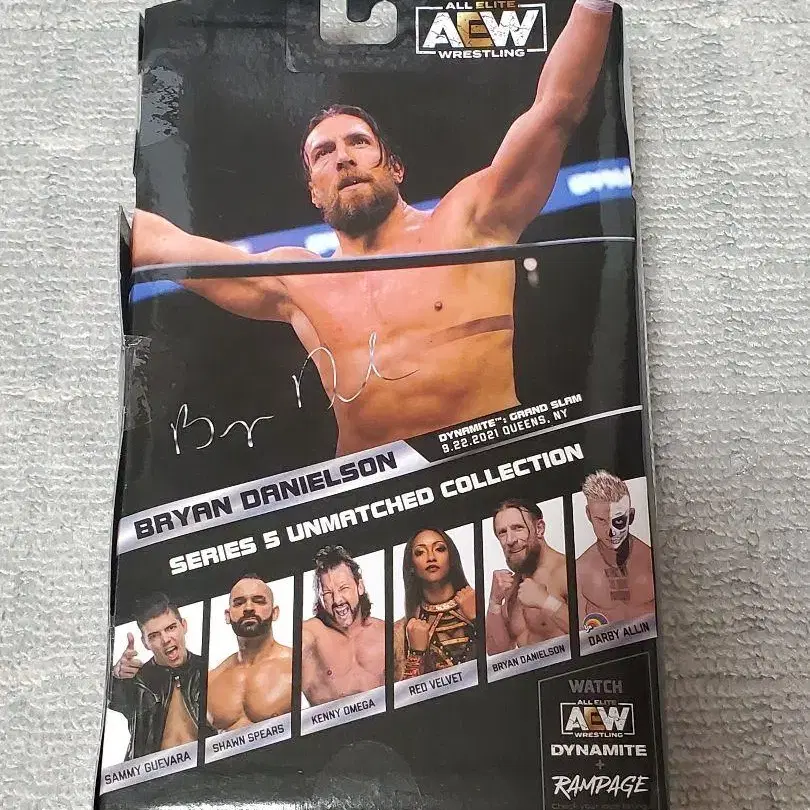 ALL ELITE
AEW
WRESTLING
DYNAMITE™: GRAND SLAM
9.22.2021 QUEENS, NY
BRYAN DANIELSON
SERIES 5 UNMATCHED COLLECTION
SAMMY GUEVARA
SHAWN SPEARS
KENNY OMEGA
RED VELVET
BRYAN DANIELSON
DARBY ALLIN
WATCH
ALL ELITE
AEW
WRESTLING
DYNAMITE
+
RAMPAGE